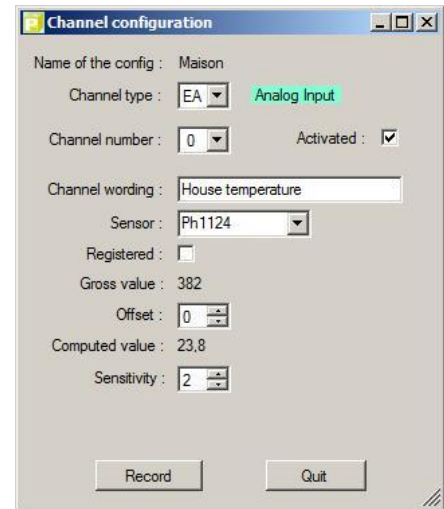 Channel configuration
Name of the config : Maison
Channel type : EA Analog Input
Channel number : 0 Activated :
Channel wording : House temperature
Sensor : Ph1124
Registered :
Gross value : 382
Offset : 0
Computed value : 23,8
Sensitivity : 2
Record Quit